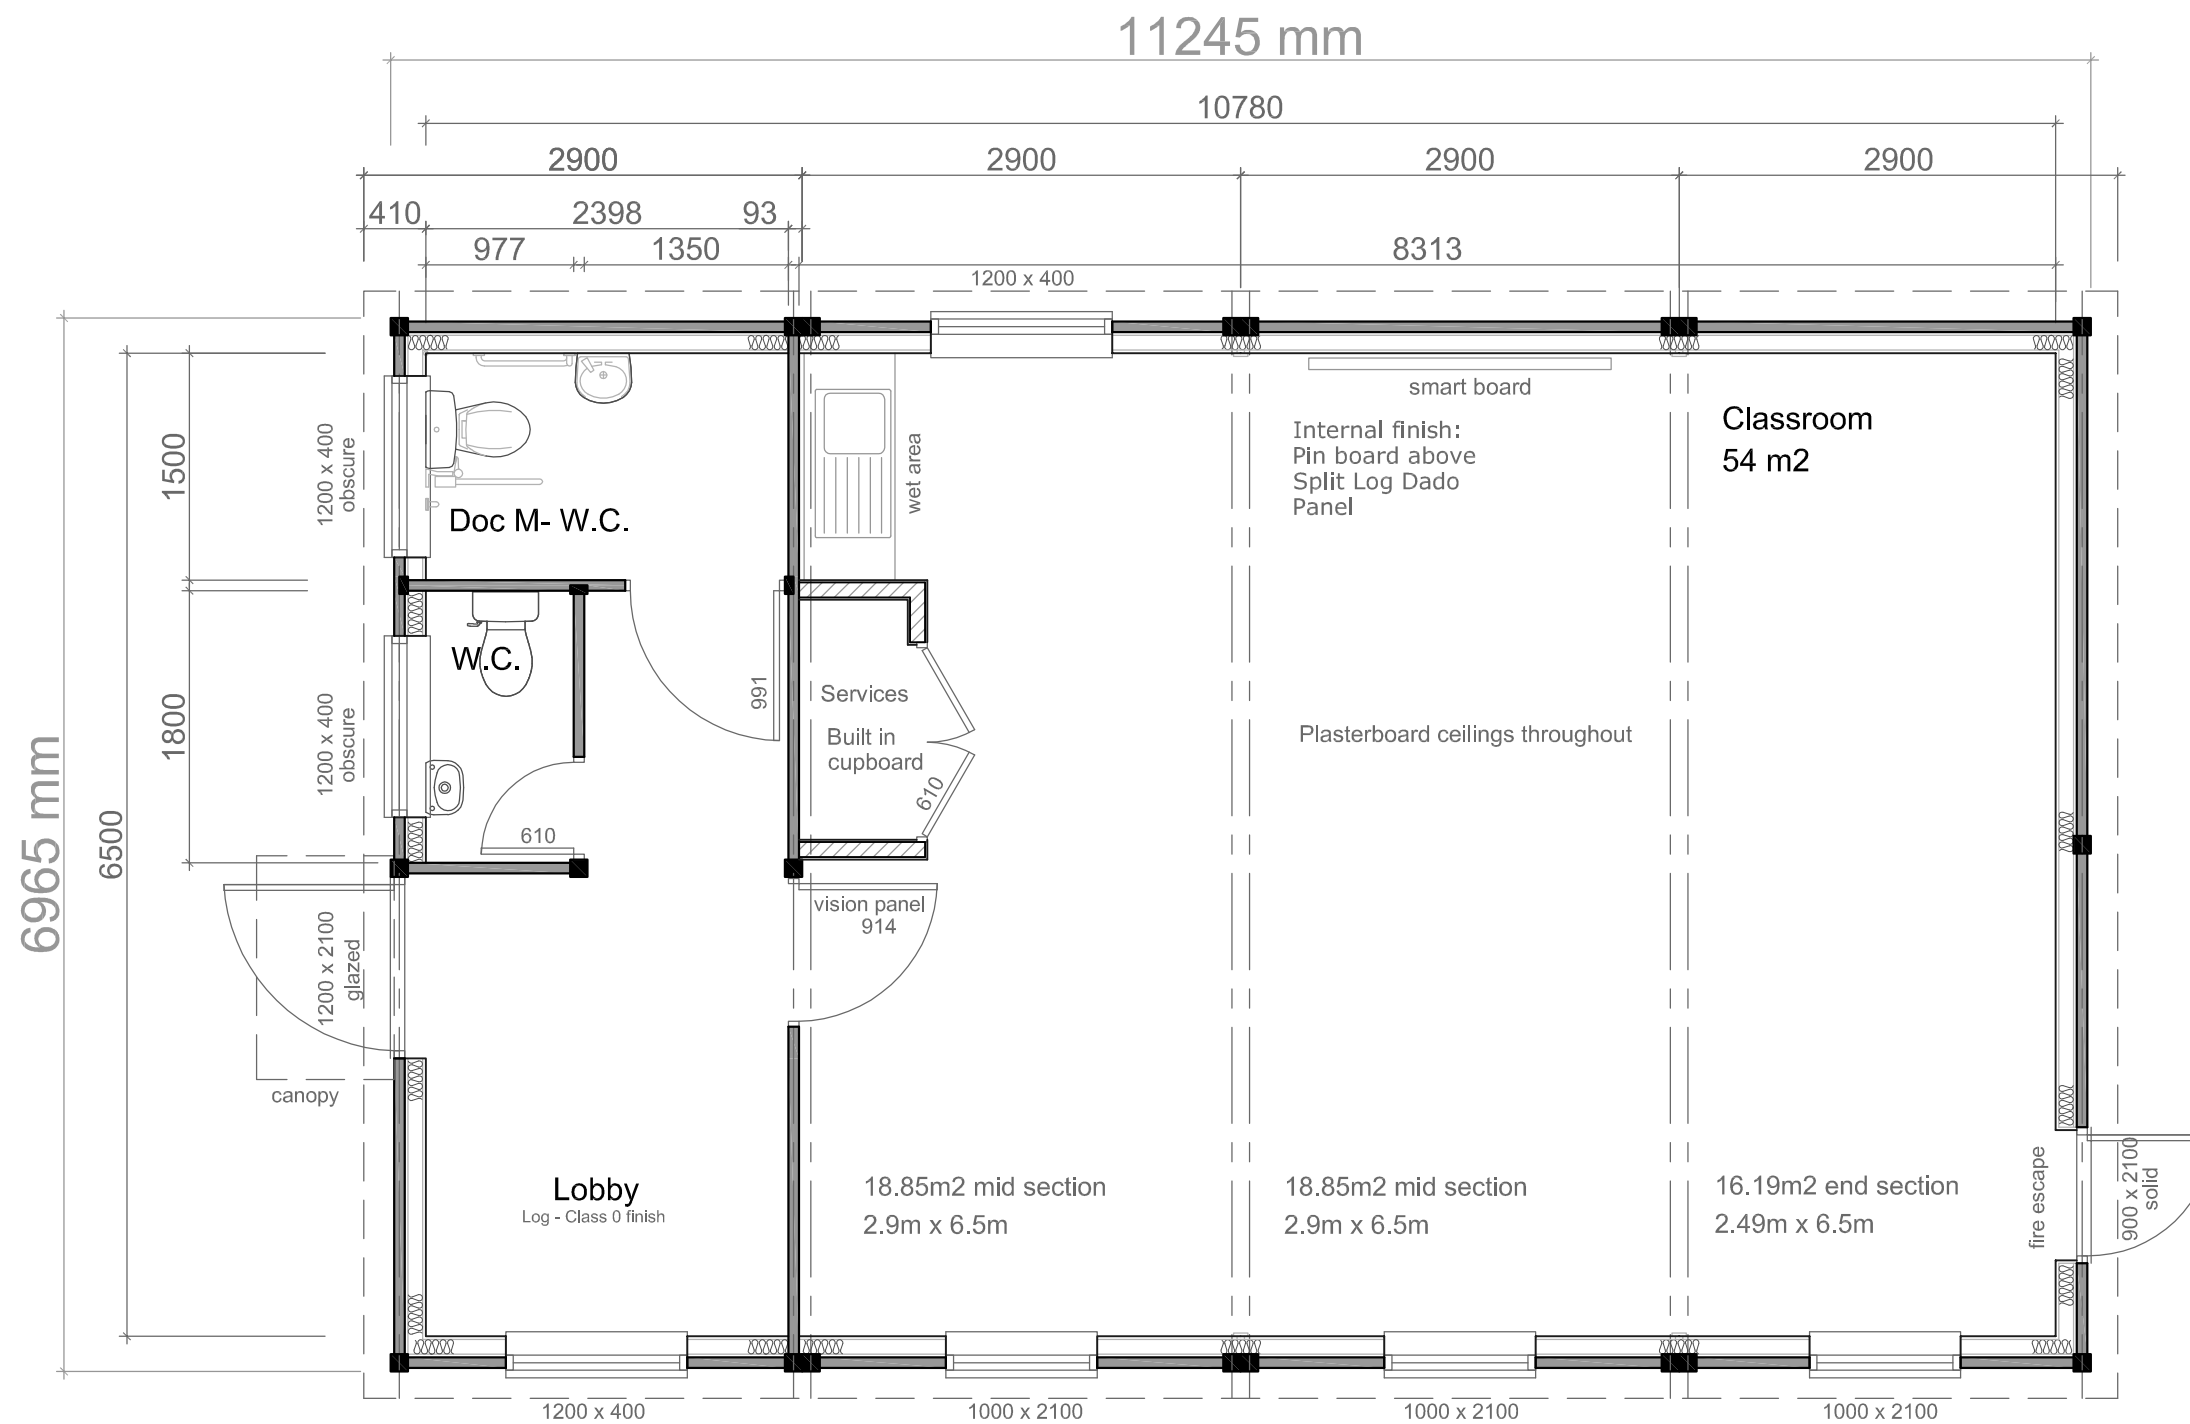 11245 mm
10780
2900
2900
2900
2900
410
2398
93
977
1350
8313
1200 x 400
smart board
Classroom
54 m2
Internal finish:
Pin board above
Split Log Dado
Panel
wet area
1500
1200 x 400
obscure
Doc M- W.C.
W.C.
991
Services
Built in
cupboard
610
Plasterboard ceilings throughout
1800
1200 x 400
obscure
610
6965 mm
6500
vision panel
914
1200 x 2100
glazed
canopy
Lobby
Log - Class 0 finish
18.85m2 mid section
2.9m x 6.5m
18.85m2 mid section
2.9m x 6.5m
16.19m2 end section
2.49m x 6.5m
fire escape
900 x 2100
solid
1200 x 400
1000 x 2100
1000 x 2100
1000 x 2100